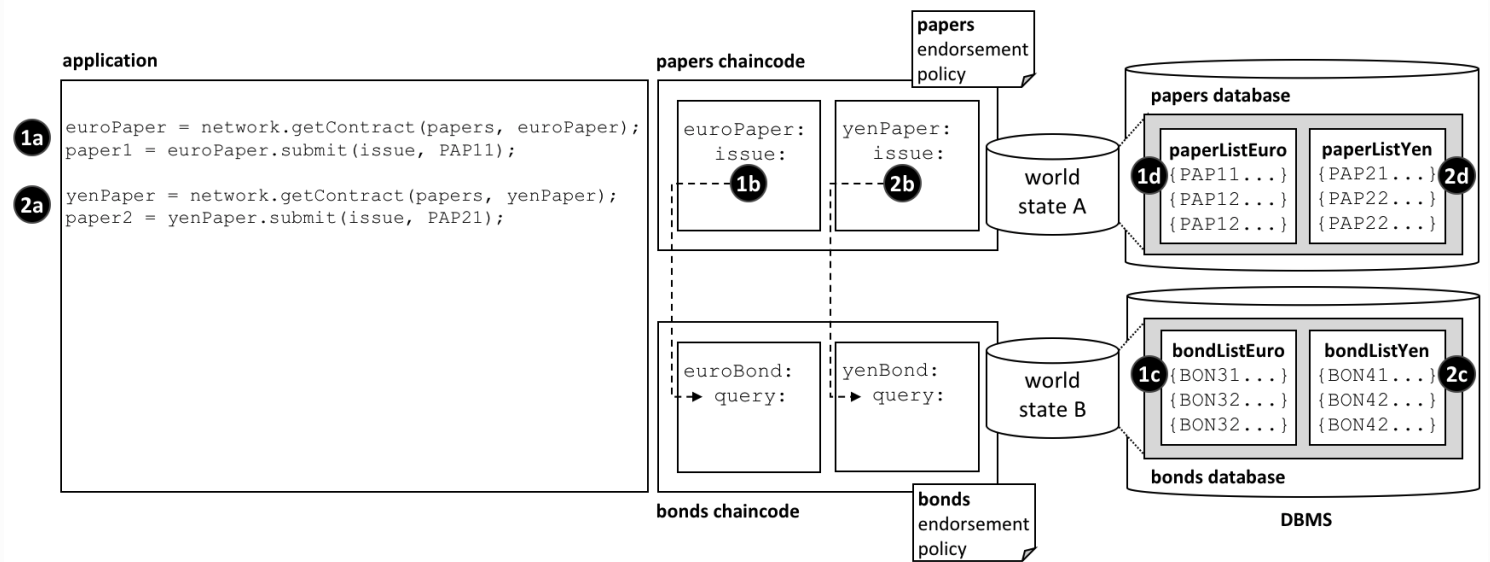 application
1a
euroPaper = network.getContract(papers, euroPaper);
paper1 = euroPaper.submit(issue, PAP11);
2a
yenPaper = network.getContract(papers, yenPaper);
paper2 = yenPaper.submit(issue, PAP21);
papers chaincode
papers
endorsement
policy
euroPaper:
issue:
1b
yenPaper:
issue:
2b
world
state A
papers database
paperListEuro
1d
{PAP11...}
{PAP12...}
{PAP12...}
paperListYen
{PAP21...}
2d
{PAP22...}
{PAP22...}
euroBond:
query:
yenBond:
query:
bonds chaincode
bonds
endorsement
policy
world
state B
bondListEuro
1c
{BON31...}
{BON32...}
{BON32...}
bondListYen
{BON41...}
2c
{BON42...}
{BON42...}
bonds database
DBMS